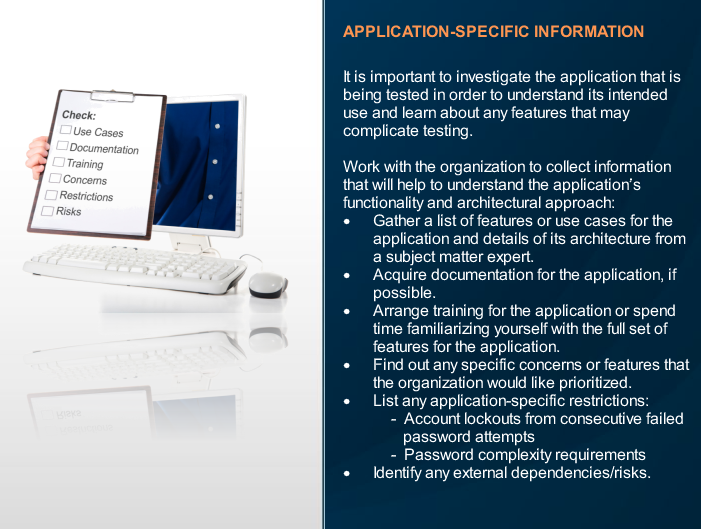 Check:
Use Cases
Documentation
Training
Concerns
Restrictions
Risks
APPLICATION-SPECIFIC INFORMATION
It is important to investigate the application that is
being tested in order to understand its intended
use and learn about any features that may
complicate testing.
Work with the organization to collect information
that will help to understand the application's
functionality and architectural approach:
• Gather a list of features or use cases for the
application and details of its architecture from
a subject matter expert.
• Acquire documentation for the application, if
possible.
• Arrange training for the application or spend
time familiarizing yourself with the full set of
features for the application.
• Find out any specific concerns or features that
the organization would like prioritized.
• List any application-specific restrictions:
- Account lockouts from consecutive failed
password attempts
- Password complexity requirements
• Identify any external dependencies/risks.